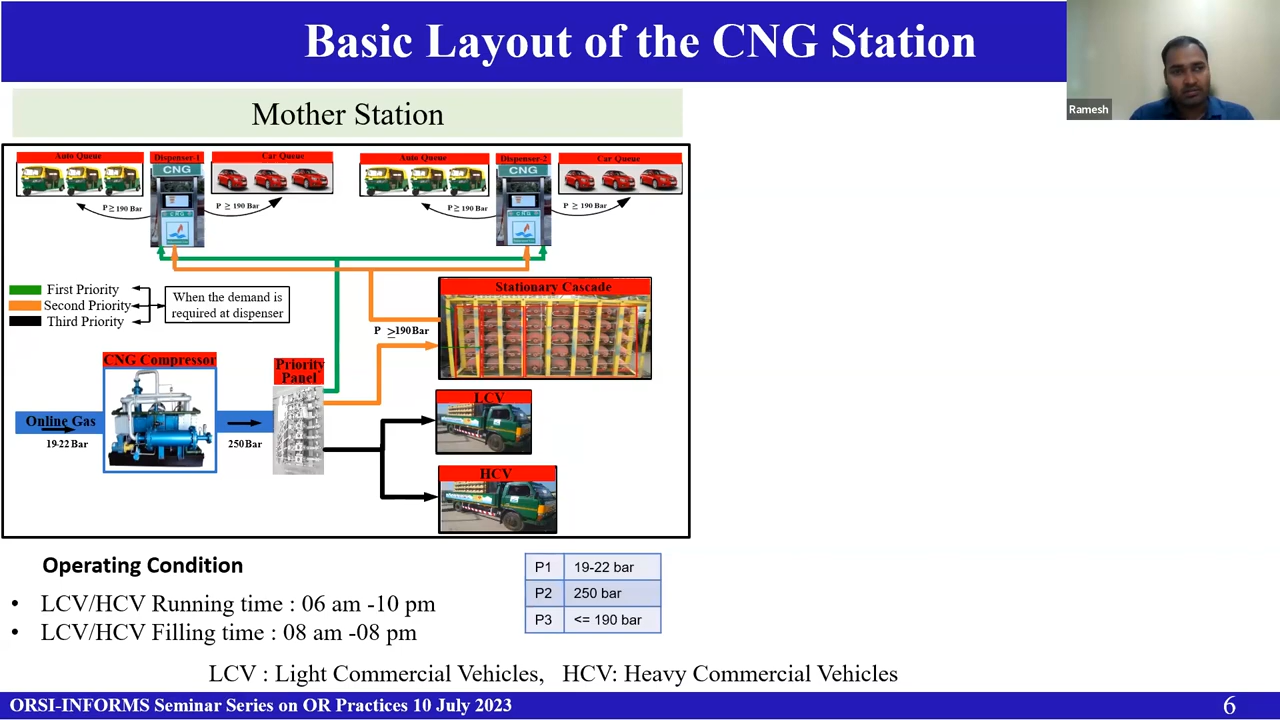 Basic Layout of the CNG Station
Ramesh
Mother Station
Auto Queue
Dispenser-1
Car Queue
Auto Queue
Dispenser-2
Car Queue
CNG
CNG
P ≥ 190 Bar
P ≥ 190 Bar
P ≥ 190 Bar
P ≥ 190 Bar
CNG
CNG
First Priority
Second Priority
Third Priority
When the demand is
required at dispenser
Stationary Cascade
P ≥190Bar
CNG Compressor
Priority
Panel
Online Gas
19-22 Bar
250Bar
LCV
HCV
Operating Condition
• LCV/HCV Running time : 06 am -10 pm
• LCV/HCV Filling time : 08 am -08 pm
P1 19-22 bar
P2 250 bar
P3 <= 190 bar
LCV : Light Commercial Vehicles, HCV: Heavy Commercial Vehicles
ORSI-INFORMS Seminar Series on OR Practices 10 July 2023
6